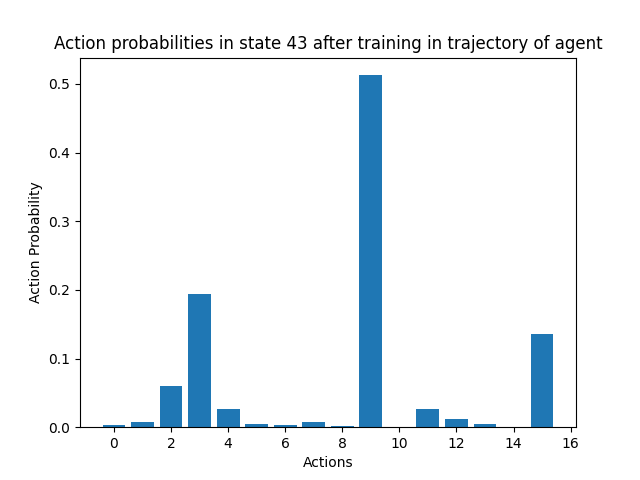 Action probabilities in state 43 after training in trajectory of agent
0.5
0.4
0.3
0.2
0.1
0.0
Action Probability
0 2 4 6 8 10 12 14 16
Actions